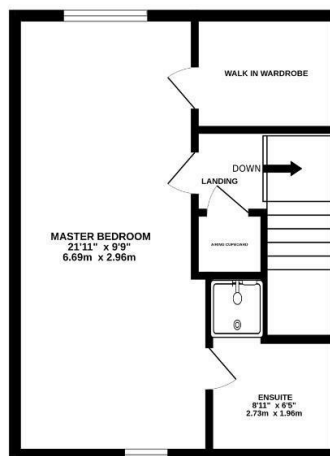 WALK IN WARDROBE
DOWN
LANDING
MASTER BEDROOM
21'11" x 9'9"
6.69m x 2.96m
AIRING CUPBOARD
ENSUITE
8'11" x 6'5"
2.73m x 1.96m